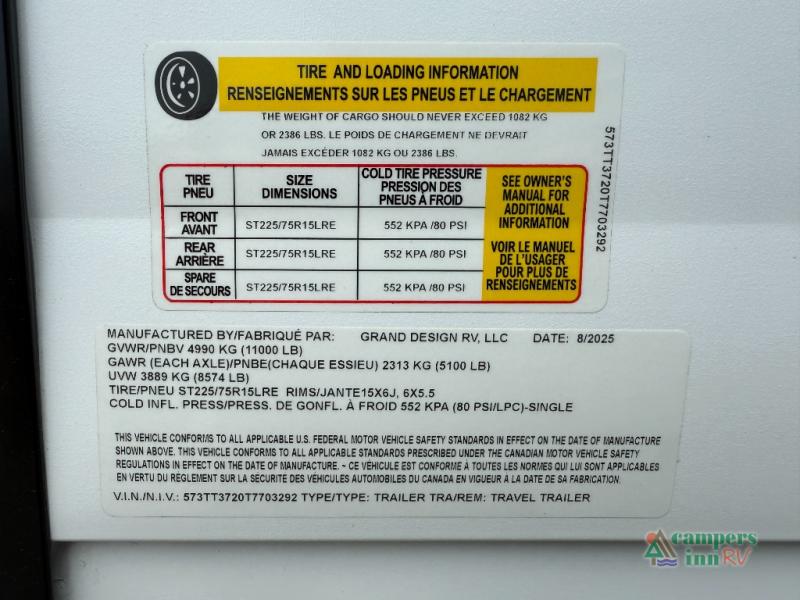 TIRE AND LOADING INFORMATION
RENSEIGNEMENTS SUR LES PNEUS ET LE CHARGEMENT
THE WEIGHT OF CARGO SHOULD NEVER EXCEED 1082 KG
OR 2386 LBS. LE POIDS DE CHARGEMENT NE DEVRAIT
JAMAIS EXCÉDER 1082 KG OU 2386 LBS.
TIRE
PNEU
SIZE
DIMENSIONS
COLD TIRE PRESSURE
PRESSION DES
PNEUS À FROID
SEE OWNER'S
MANUAL FOR
ADDITIONAL
INFORMATION
VOIR LE MANUEL
DE L'USAGER
POUR PLUS DE
RENSEIGNEMENTS
FRONT
AVANT
ST225/75R15LRE
552 KPA /80 PSI
REAR
ARRIÈRE
ST225/75R15LRE
552 KPA /80 PSI
SPARE
DE SECOURS
ST225/75R15LRE
552 KPA /80 PSI
573TT3720T7703292
MANUFACTURED BY/FABRIQUÉ PAR: GRAND DESIGN RV, LLC DATE: 8/2025
GVWR/PNBV 4990 KG (11000 LB)
GAWR (EACH AXLE)/PNBE(CHAQUE ESSIEU) 2313 KG (5100 LB)
UVW 3889 KG (8574 LB)
TIRE/PNEU ST225/75R15LRE RIMS/JANTE15X6J, 6X5.5
COLD INFL. PRESS/PRESS. DE GONFL. À FROID 552 KPA (80 PSI/LPC)-SINGLE
THIS VEHICLE CONFORMS TO ALL APPLICABLE U.S. FEDERAL MOTOR VEHICLE SAFETY STANDARDS IN EFFECT ON THE DATE OF MANUFACTURE
SHOWN ABOVE. THIS VEHICLE CONFORMS TO ALL APPLICABLE STANDARDS PRESCRIBED UNDER THE CANADIAN MOTOR VEHICLE SAFETY
REGULATIONS IN EFFECT ON THE DATE OF MANUFACTURE. ~ CE VÉHICULE EST CONFORME À TOUTES LES NORMES QUI LUI SONT APPLICABLES
EN VERTU DU RÈGLEMENT SUR LA SECURITE DES VÉHICULES AUTOMOBILES DU CANADA EN VIGUEUR À LA DATE DE SA FABRICATION.
V.I.N./N.I.V.: 573TT3720T7703292 TYPE/TYPE: TRAILER TRA/REM: TRAVEL TRAILER
campers
inn RV